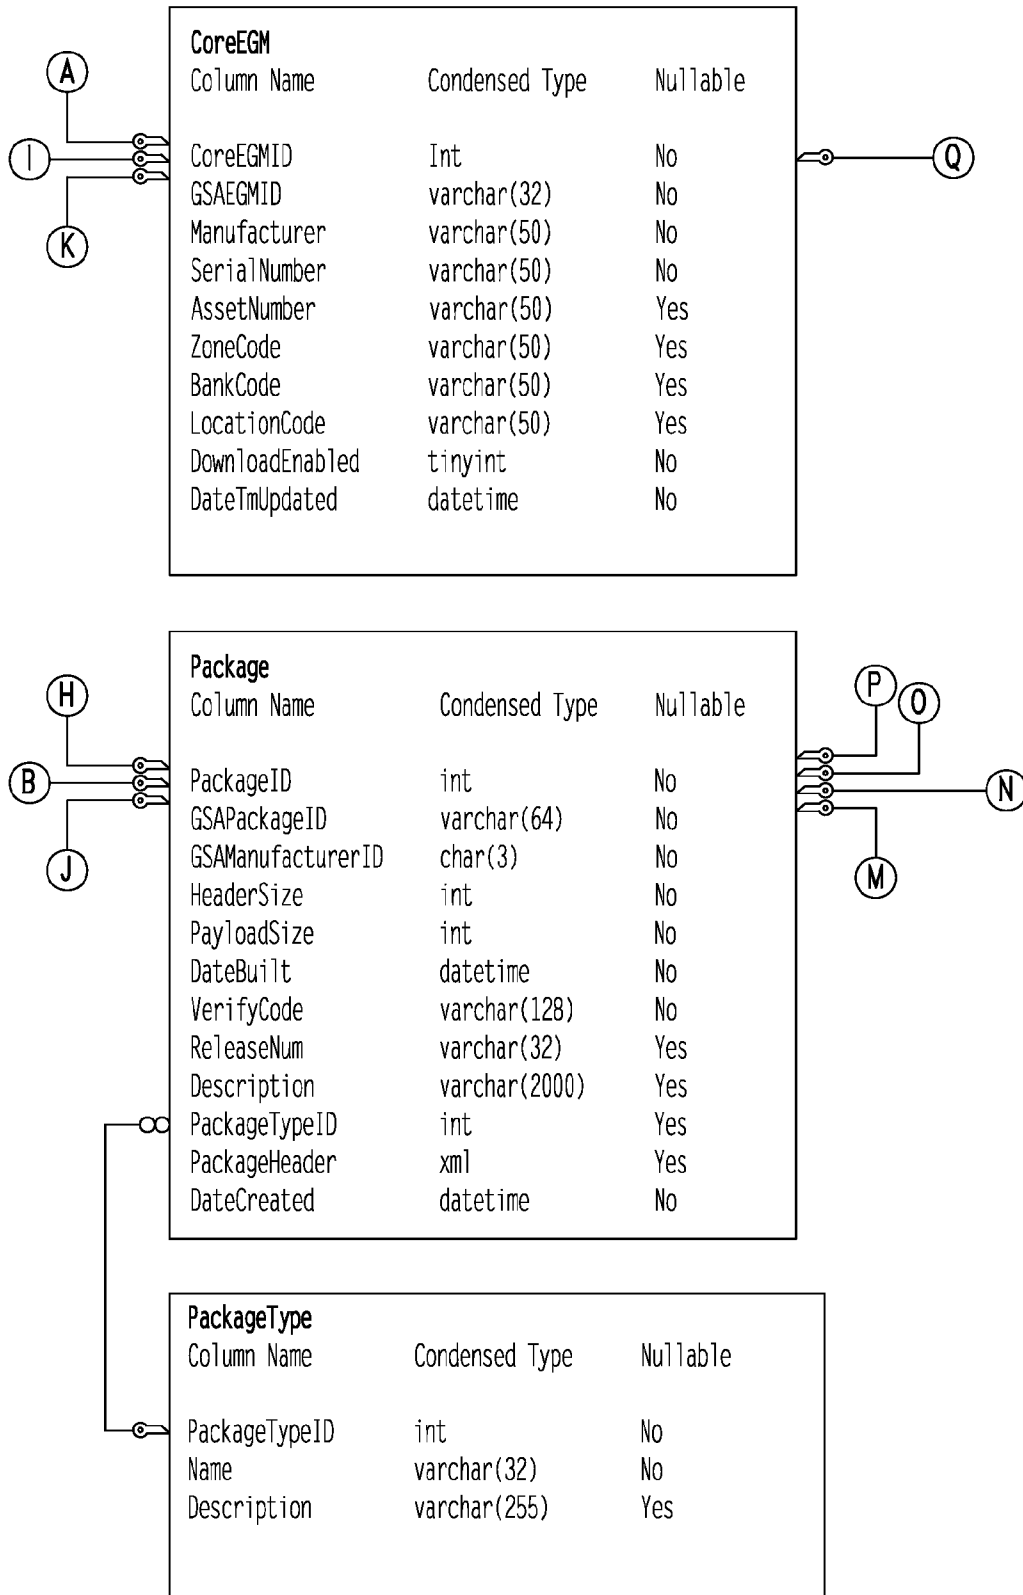 CoreEGM
Column Name Condensed Type Nullable
A
I
K
Q
CoreEGMID Int No
GSAEGMID varchar(32) No
Manufacturer varchar(50) No
SerialNumber varchar(50) No
AssetNumber varchar(50) Yes
ZoneCode varchar(50) Yes
BankCode varchar(50) Yes
LocationCode varchar(50) Yes
DownloadEnabled tinyint No
DateTmUpdated datetime No
Package
Column Name Condensed Type Nullable
H
B
J
P
O
N
M
PackageID int No
GSAPackageID varchar(64) No
GSAManufacturerID char(3) No
HeaderSize int No
PayloadSize int No
DateBuilt datetime No
VerifyCode varchar(128) No
ReleaseNum varchar(32) Yes
Description varchar(2000) Yes
PackageTypeID int Yes
PackageHeader xml Yes
DateCreated datetime No
PackageType
Column Name Condensed Type Nullable
PackageTypeID int No
Name varchar(32) No
Description varchar(255) Yes